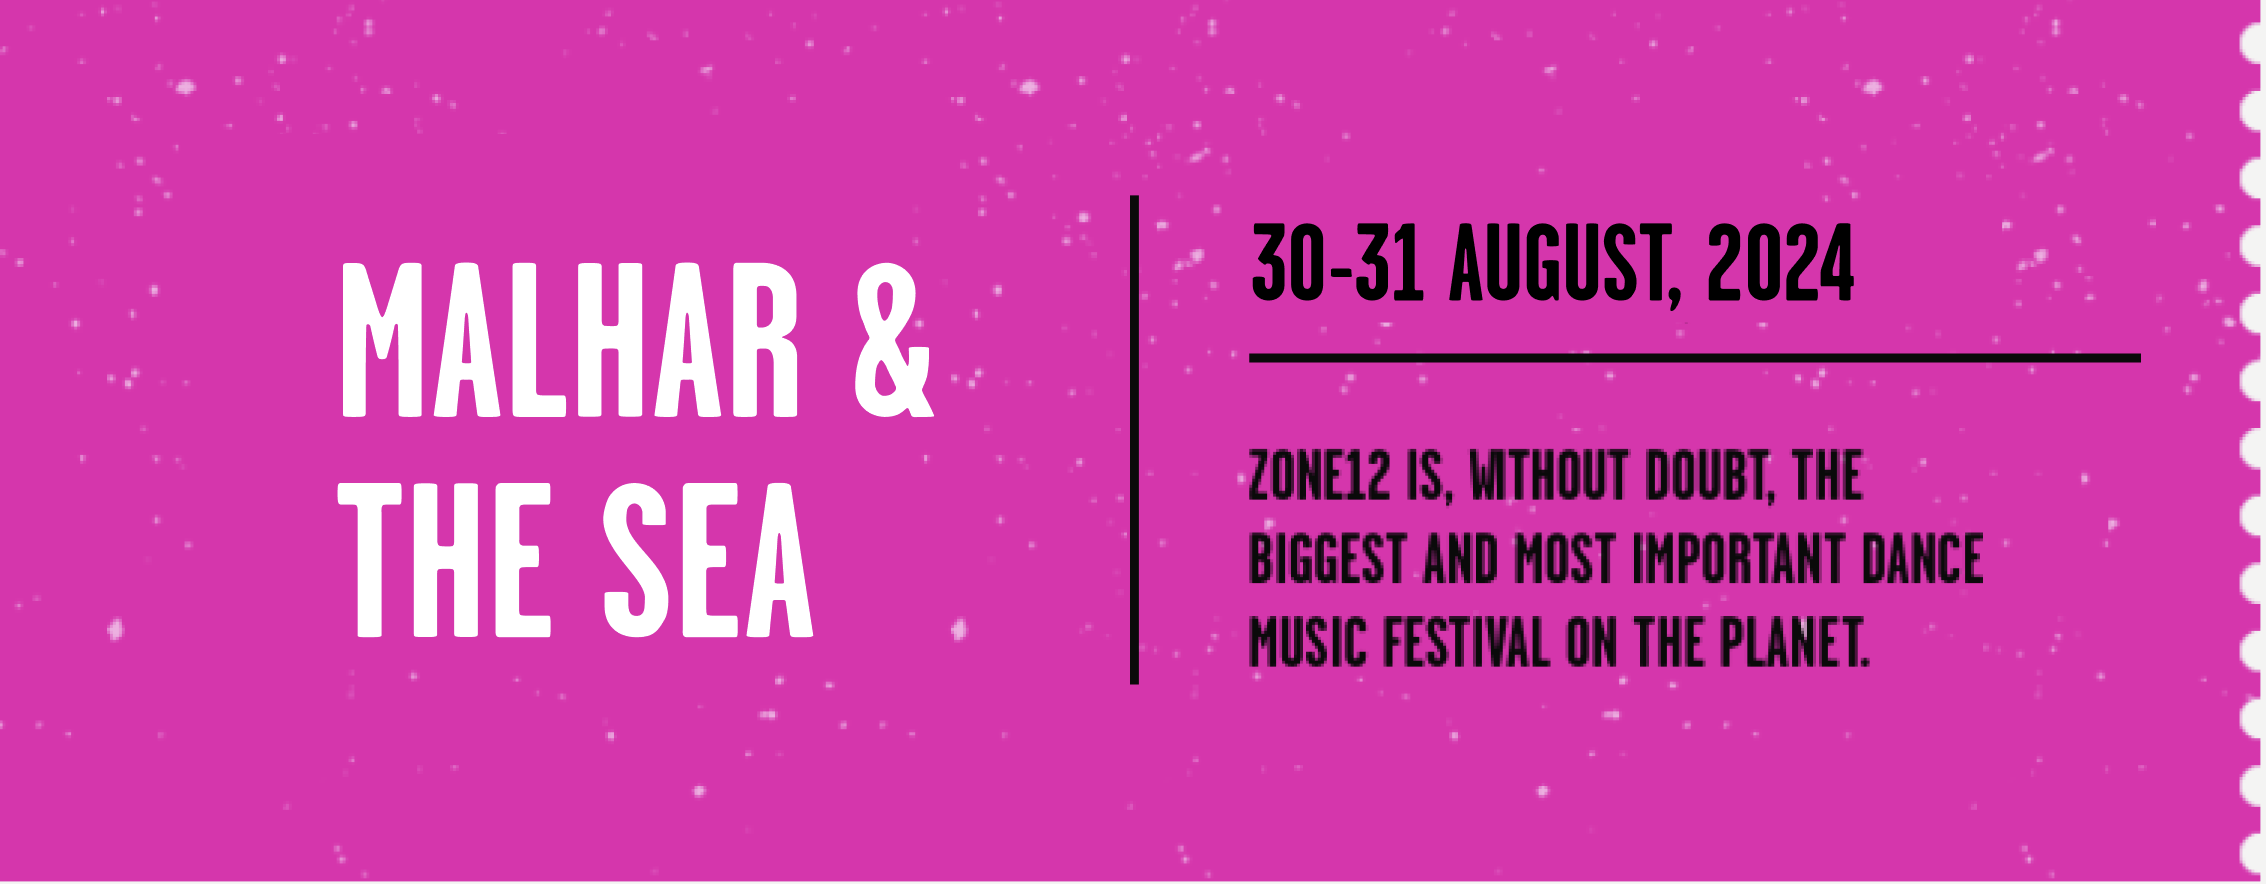 MALHAR &
THE SEA
30-31 AUGUST, 2024
ZONE12 IS, WITHOUT DOUBT, THE
BIGGEST AND MOST IMPORTANT DANCE
MUSIC FESTIVAL ON THE PLANET.